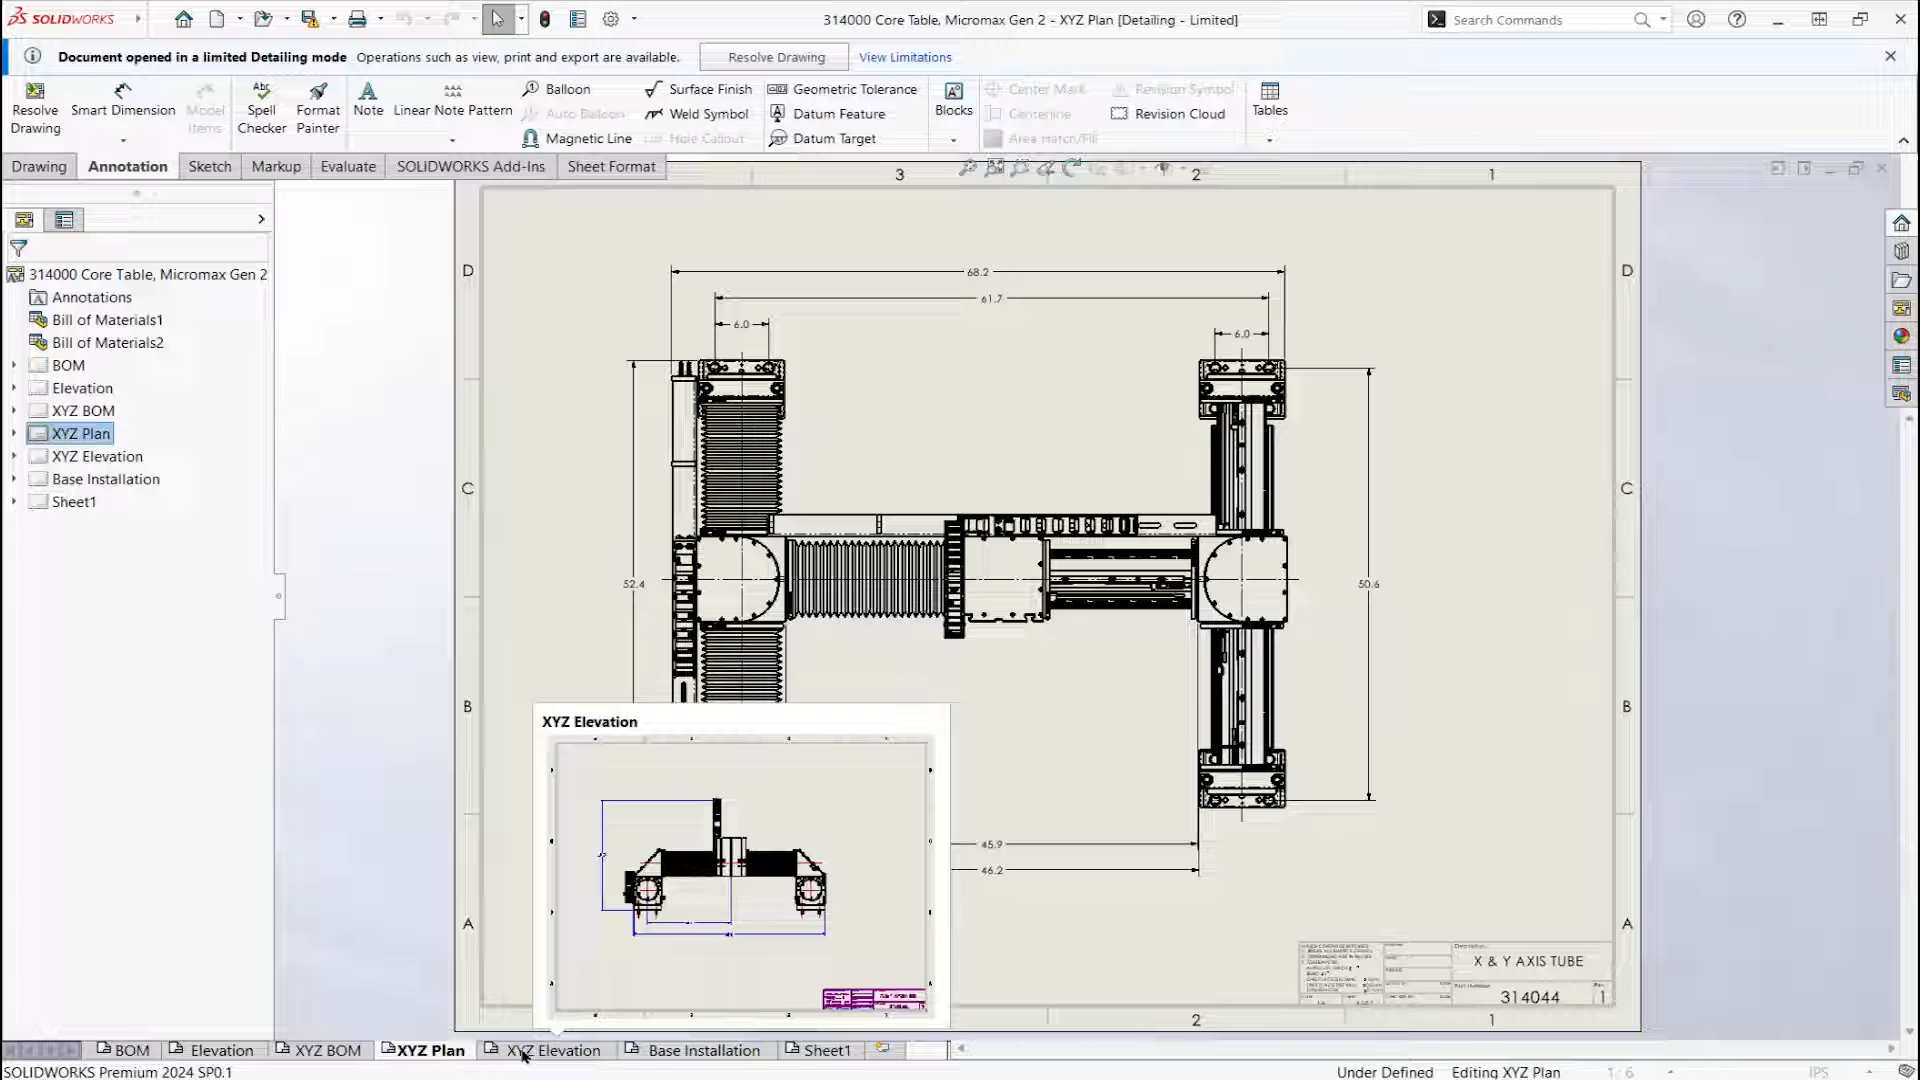 SOLIDWORKS
314000 Core Table, Micromax Gen 2 - XYZ Plan [Detailing - Limited]
Search Commands
Document opened in a limited Detailing mode Operations such as view, print and export are available.
Resolve Drawing
View Limitations
Resolve Drawing
Smart Dimension
Model Items
Spell Checker
Format Painter
Note
Linear Note Pattern
Balloon
Auto Balloon
Magnetic Line
Surface Finish
Weld Symbol
Hole Callout
Geometric Tolerance
Datum Feature
Datum Target
Blocks
Center Mark
Centerline
Area Hatch/Fill
Revision Symbol
Revision Cloud
Tables
Drawing
Annotation
Sketch
Markup
Evaluate
SOLIDWORKS Add-Ins
Sheet Format
314000 Core Table, Micromax Gen 2
Annotations
Bill of Materials1
Bill of Materials2
BOM
Elevation
XYZ BOM
XYZ Plan
XYZ Elevation
Base Installation
Sheet1
3
2
1
D
D
68.2
61.7
6.0
6.0
C
C
52.4
50.6
B
B
XYZ Elevation
45.9
46.2
A
A
X & Y AXIS TUBE
314044
1
2
1
BOM
Elevation
XYZ BOM
XYZ Plan
XYZ Elevation
Base Installation
Sheet1
SOLIDWORKS Premium 2024 SP0.1
Under Defined
Editing XYZ Plan
1 / 6
IPS